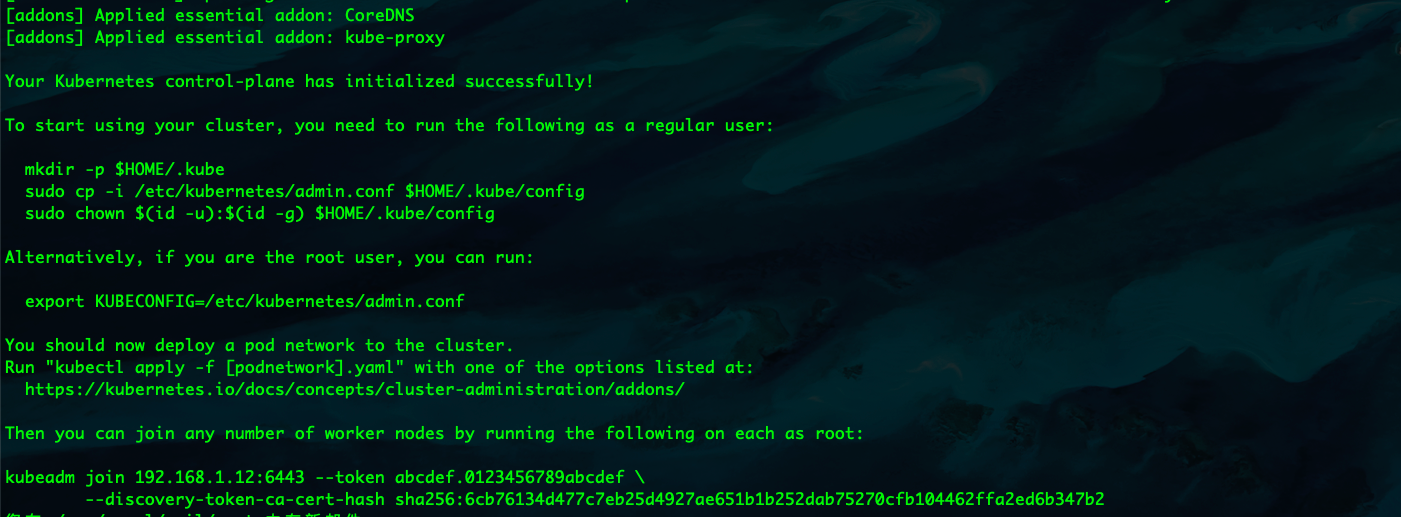 [addons] Applied essential addon: CoreDNS
[addons] Applied essential addon: kube-proxy
Your Kubernetes control-plane has initialized successfully!
To start using your cluster, you need to run the following as a regular user:
mkdir -p $HOME/.kube
sudo cp -i /etc/kubernetes/admin.conf $HOME/.kube/config
sudo chown $(id -u):$(id -g) $HOME/.kube/config
Alternatively, if you are the root user, you can run:
export KUBECONFIG=/etc/kubernetes/admin.conf
You should now deploy a pod network to the cluster.
Run "kubectl apply -f [podnetwork].yaml" with one of the options listed at:
https://kubernetes.io/docs/concepts/cluster-administration/addons/
Then you can join any number of worker nodes by running the following on each as root:
kubeadm join 192.168.1.12:6443 --token abcdef.0123456789abcdef \
--discovery-token-ca-cert-hash sha256:6cb76134d477c7eb25d4927ae651b1b252dab75270cfb104462ffa2ed6b347b2